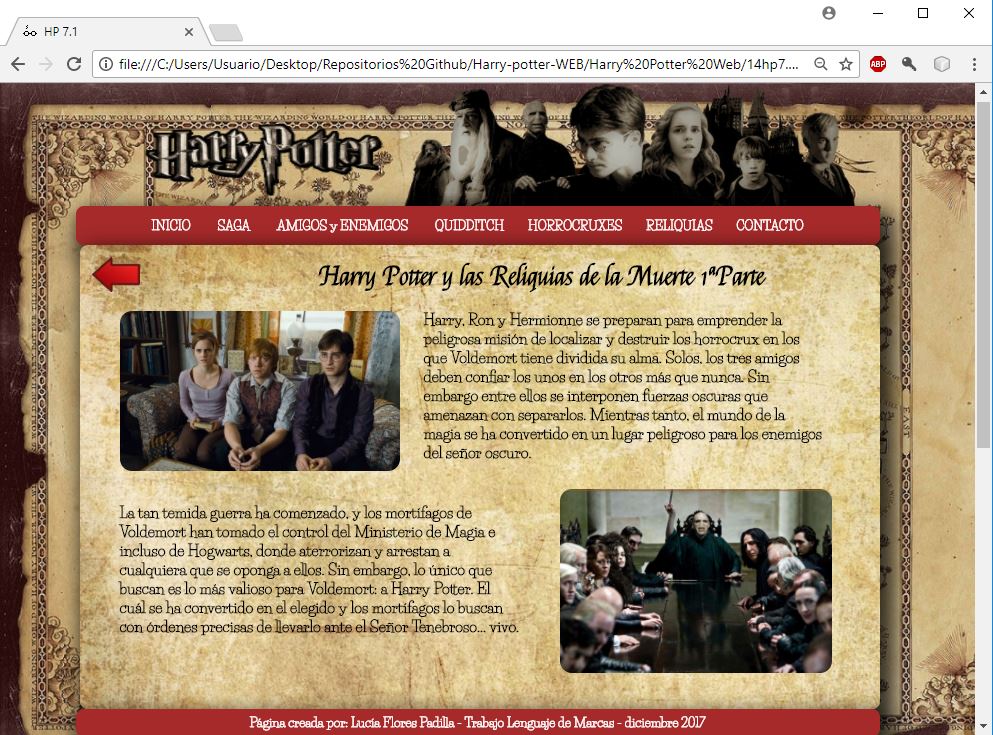 HP 7.1
file:///C:/Users/Usuario/Desktop/Repositorios%20Github/Harry-potter-WEB/Harry%20Potter%20Web/14hp7....
ABP
Harry Potter
INICIO SAGA AMIGOS y ENEMIGOS QUIDDITCH HORROCRUXES RELIQUIAS CONTACTO
Harry Potter y las Reliquias de la Muerte 1ªParte
Harry, Ron y Hermionne se preparan para emprender la
peligrosa misión de localizar y destruir los horrocrux en los
que Voldemort tiene dividida su alma. Solos, los tres amigos
deben confiar los unos en los otros más que nunca. Sin
embargo entre ellos se interponen fuerzas oscuras que
amenazan con separarlos. Mientras tanto, el mundo de la
magia se ha convertido en un lugar peligroso para los enemigos
del señor oscuro.
La tan temida guerra ha comenzado, y los mortífagos de
Voldemort han tomado el control del Ministerio de Magia e
incluso de Hogwarts, donde aterrorizan y arrestan a
cualquiera que se oponga a ellos. Sin embargo, lo único que
buscan es lo más valioso para Voldemort: a Harry Potter. El
cuál se ha convertido en el elegido y los mortífagos lo buscan
con órdenes precisas de llevarlo ante el Señor Tenebroso... vivo.
Página creada por: Lucía Flores Padilla - Trabajo Lenguaje de Marcas - diciembre 2017